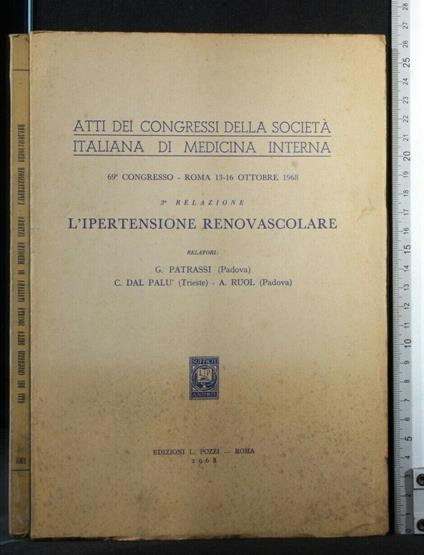 ATTI DEI CONGRESSI DELLA SOCIETÀ
ITALIANA DI MEDICINA INTERNA
69° CONGRESSO - ROMA 13-16 OTTOBRE 1968
3ª RELAZIONE
L'IPERTENSIONE RENOVASCOLARE
RELATORI:
G. PATRASSI (Padova)
C. DAL PALU' (Trieste) - A. RUOL (Padova)
EDIZIONI L. POZZI — ROMA
1968